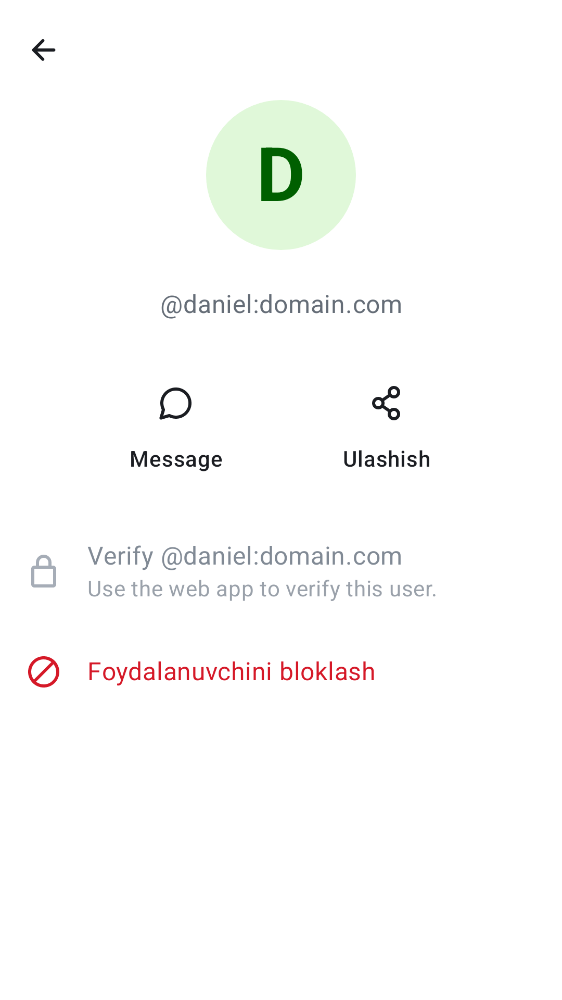 D
@daniel:domain.com
Message
Ulashish
Verify @daniel:domain.com
Use the web app to verify this user.
Foydalanuvchini bloklash